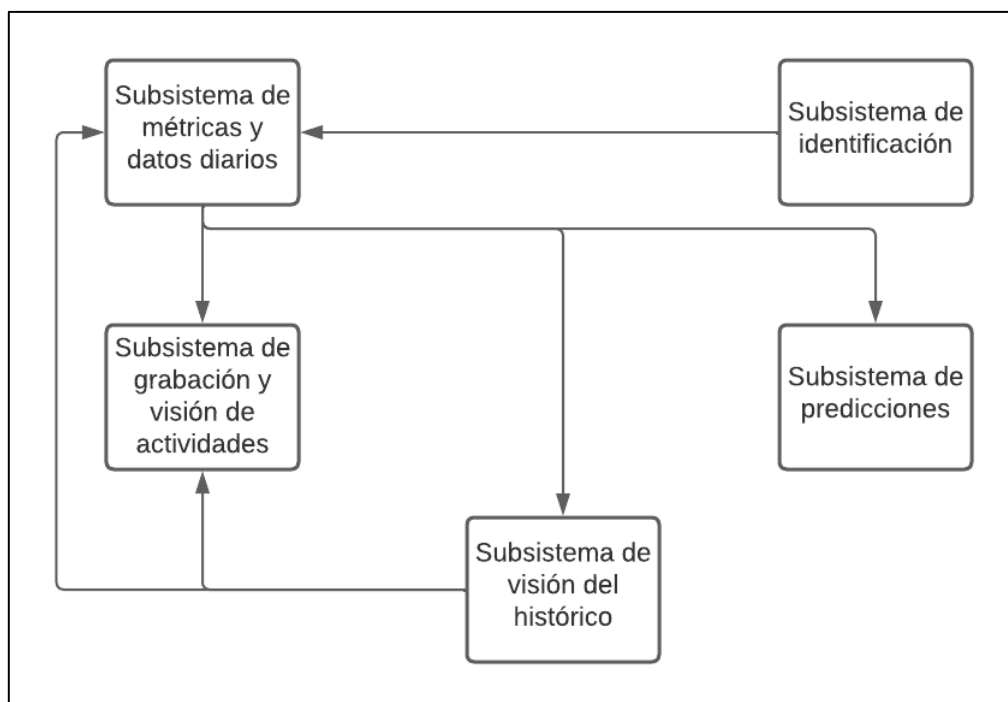 Subsistema de
métricas y
datos diarios
Subsistema de
identificación
Subsistema de
grabación y
visión de
actividades
Subsistema de
predicciones
Subsistema de
visión del
histórico